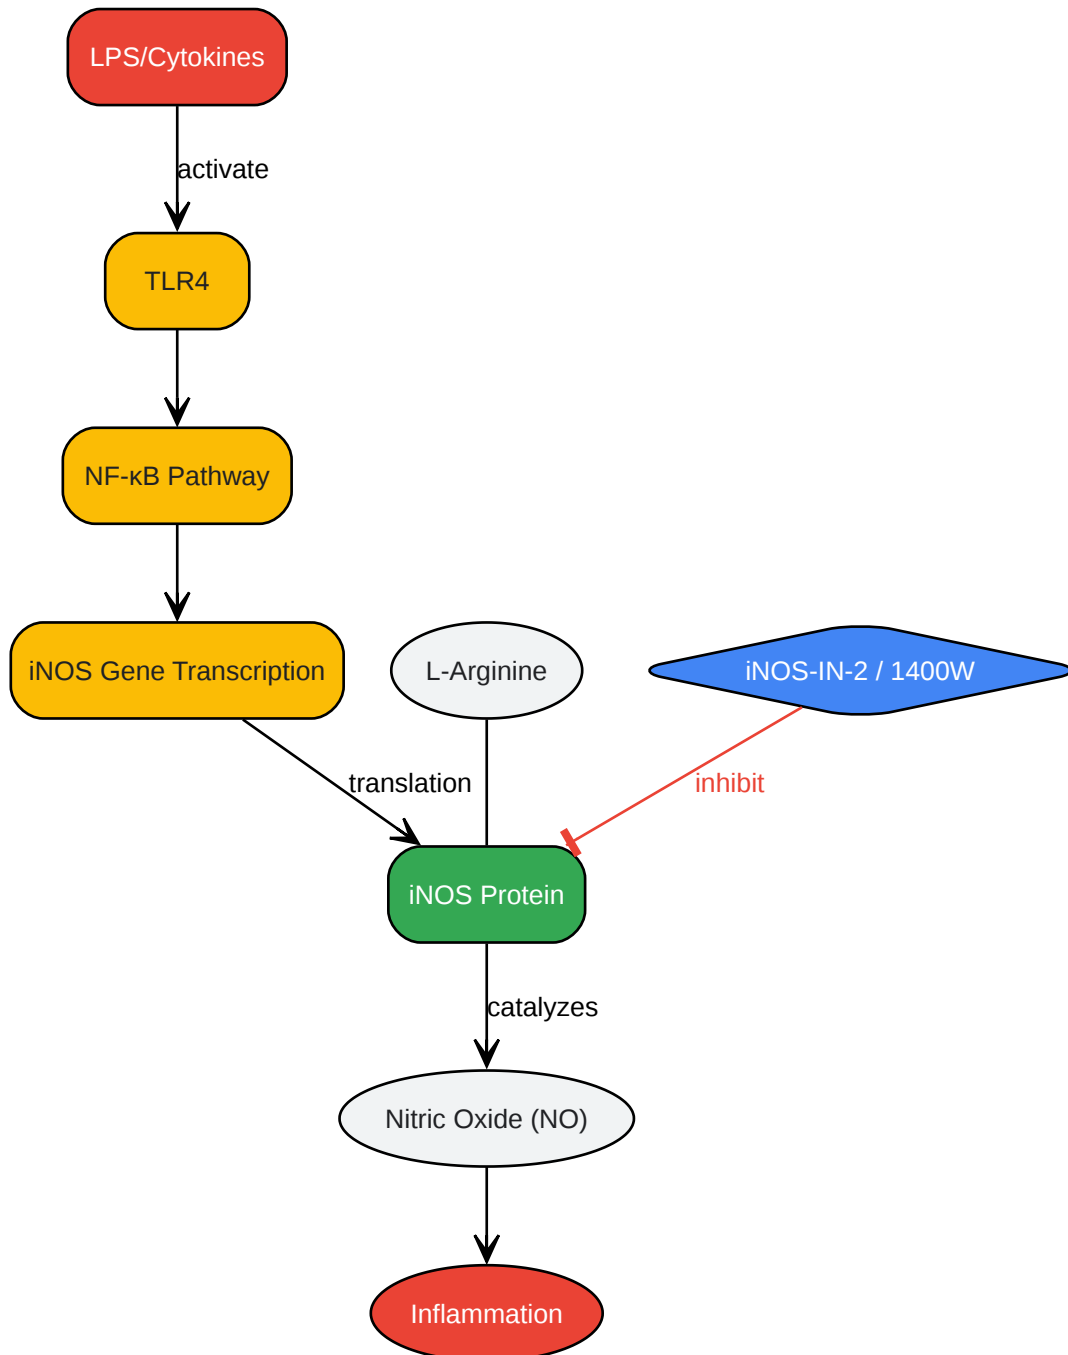 LPS/Cytokines
activate
TLR4
NF-κB Pathway
iNOS Gene Transcription
L-Arginine
iNOS-IN-2 / 1400W
translation
inhibit
iNOS Protein
catalyzes
Nitric Oxide (NO)
Inflammation